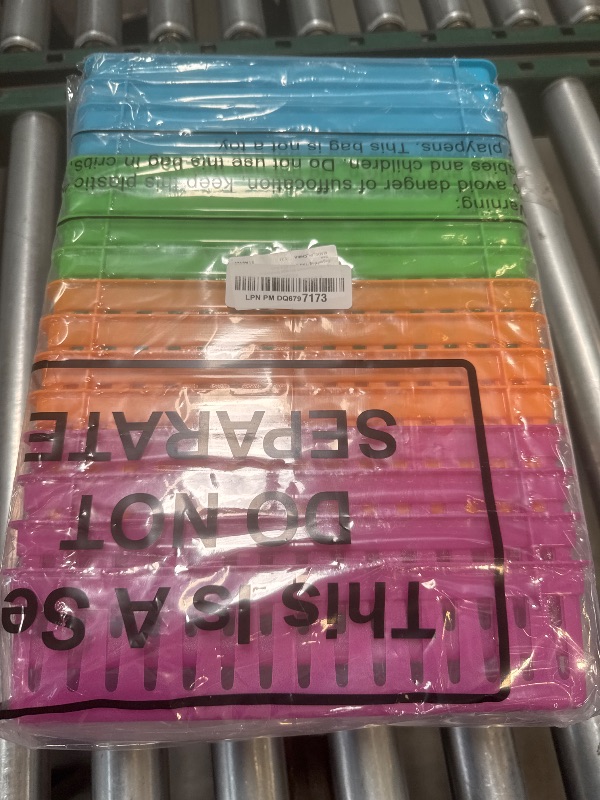 Warning:
avoid danger of suffocation, keep this plastic
babies and children. Do not use this bag in cribs,
playpens. This bag is not a toy
LPN PM DQ6797173
This Is A Se
DO NOT
SEPARATE